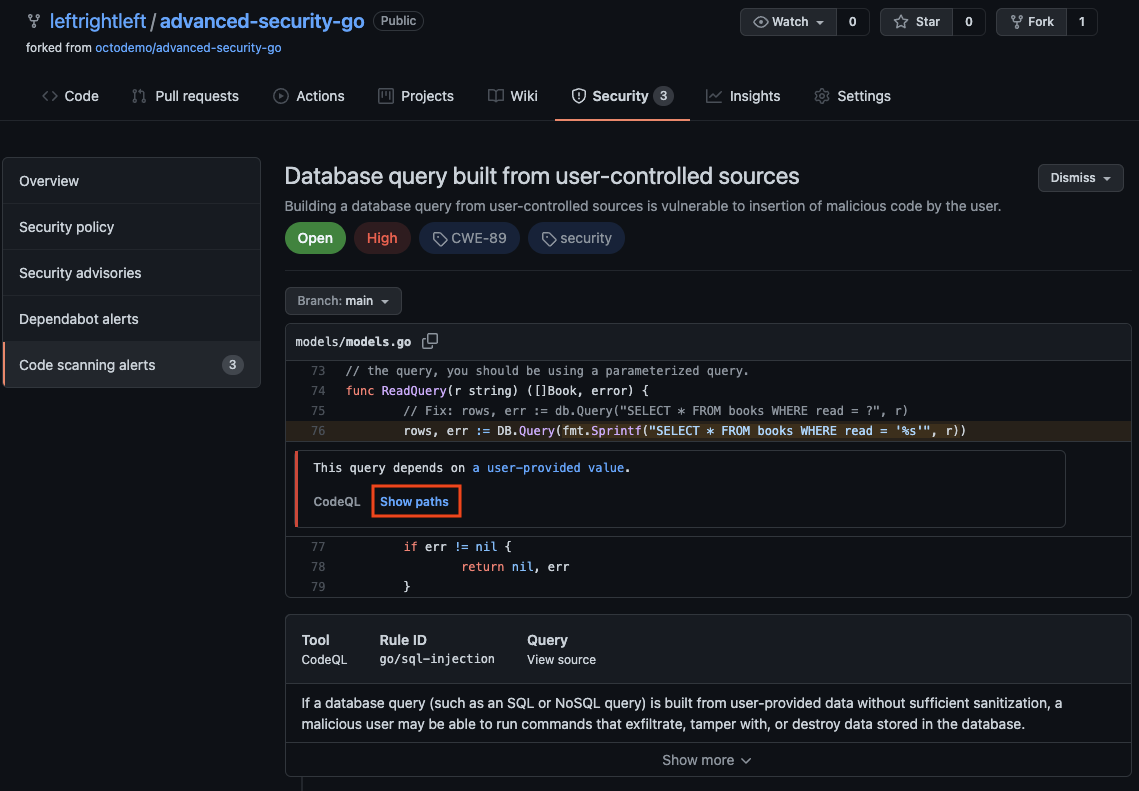 leftrightleft / advanced-security-go Public
Watch 0 Star 0 Fork 1
forked from octodemo/advanced-security-go
Code Pull requests Actions Projects Wiki Security 3 Insights Settings
Overview
Security policy
Security advisories
Dependabot alerts
Code scanning alerts 3
Database query built from user-controlled sources
Dismiss
Building a database query from user-controlled sources is vulnerable to insertion of malicious code by the user.
Open High CWE-89 security
Branch: main
models/models.go
73 // the query, you should be using a parameterized query.
74 func ReadQuery(r string) ([]Book, error) {
75 // Fix: rows, err := db.Query("SELECT * FROM books WHERE read = ?", r)
76 rows, err := DB.Query(fmt.Sprintf("SELECT * FROM books WHERE read = '%s'", r))
This query depends on a user-provided value.
CodeQL Show paths
77 if err != nil {
78 return nil, err
79 }
Tool Rule ID Query
CodeQL go/sql-injection View source
If a database query (such as an SQL or NoSQL query) is built from user-provided data without sufficient sanitization, a
malicious user may be able to run commands that exfiltrate, tamper with, or destroy data stored in the database.
Show more